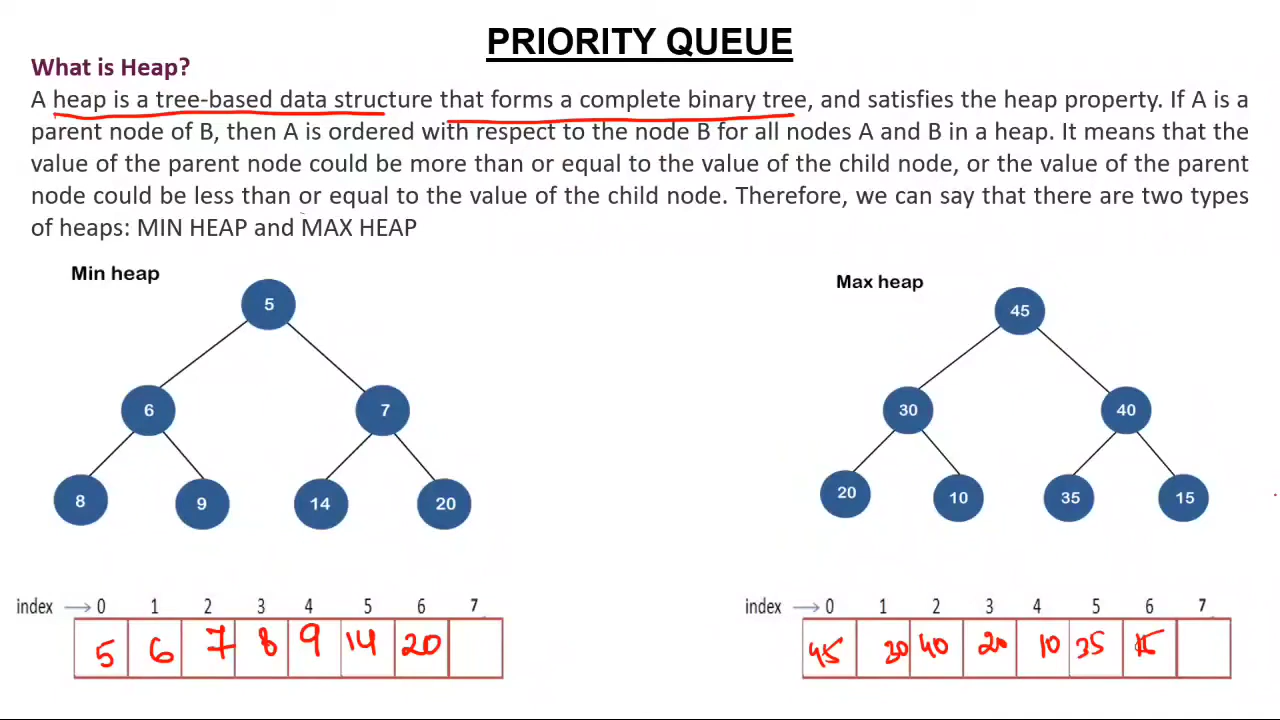 PRIORITY QUEUE
What is Heap?
A heap is a tree-based data structure that forms a complete binary tree, and satisfies the heap property. If A is a
parent node of B, then A is ordered with respect to the node B for all nodes A and B in a heap. It means that the
value of the parent node could be more than or equal to the value of the child node, or the value of the parent
node could be less than or equal to the value of the child node. Therefore, we can say that there are two types
of heaps: MIN HEAP and MAX HEAP
Min heap
5
6 7
8 9 14 20
index → 0 1 2 3 4 5 6 7
5 6 7 8 9 14 20
Max heap
45
30 40
20 10 35 15
index → 0 1 2 3 4 5 6 7
45 30 40 20 10 35 15